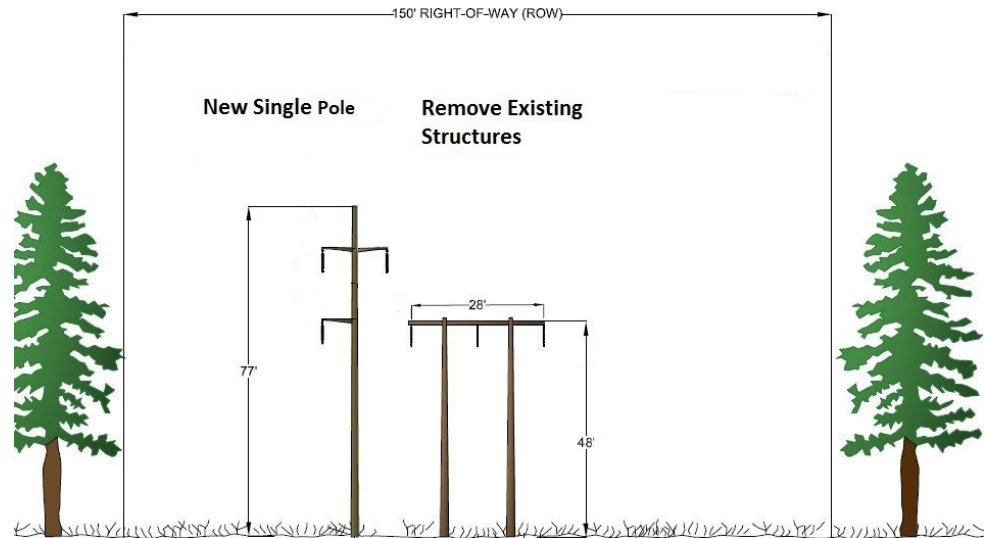 150' RIGHT-OF-WAY (ROW)
New Single Pole
Remove Existing
Structures
28'
77'
48'